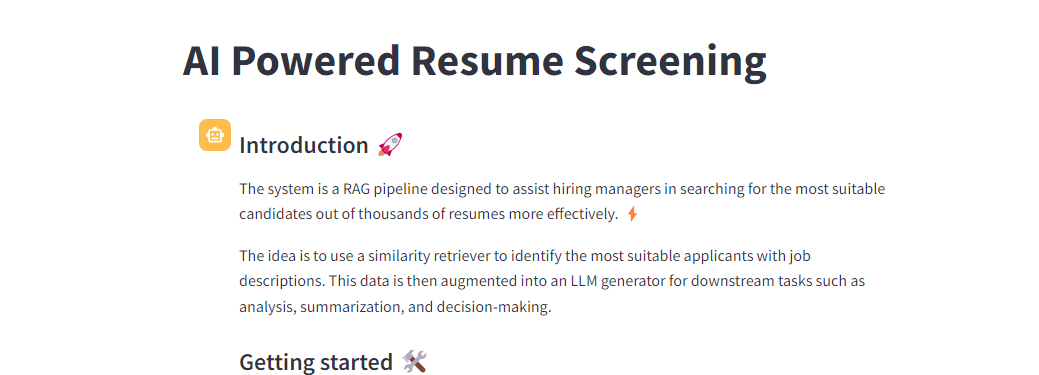 AI Powered Resume Screening
Introduction 🚀
The system is a RAG pipeline designed to assist hiring managers in searching for the most suitable
candidates out of thousands of resumes more effectively. ⚡
The idea is to use a similarity retriever to identify the most suitable applicants with job
descriptions. This data is then augmented into an LLM generator for downstream tasks such as
analysis, summarization, and decision-making.
Getting started 🛠️